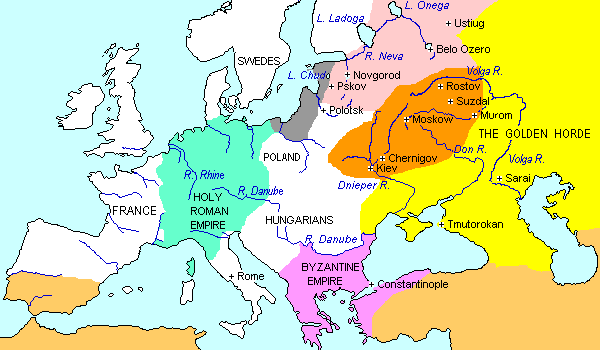 L. Ladoga
L. Onega
Ustiug
R. Neva
Belo Ozero
SWEDES
L. Chudo
Novgorod
Pskov
Volga R.
Rostov
Suzdal
Polotsk
Moskow
Murom
THE GOLDEN HORDE
POLAND
Chernigov
Don R.
Volga R.
Kiev
R. Rhine
Dnieper R.
Sarai
HOLY
ROMAN
EMPIRE
R. Danube
FRANCE
HUNGARIANS
Tmutorokan
R. Danube
Rome
BYZANTINE
EMPIRE
Constantinople